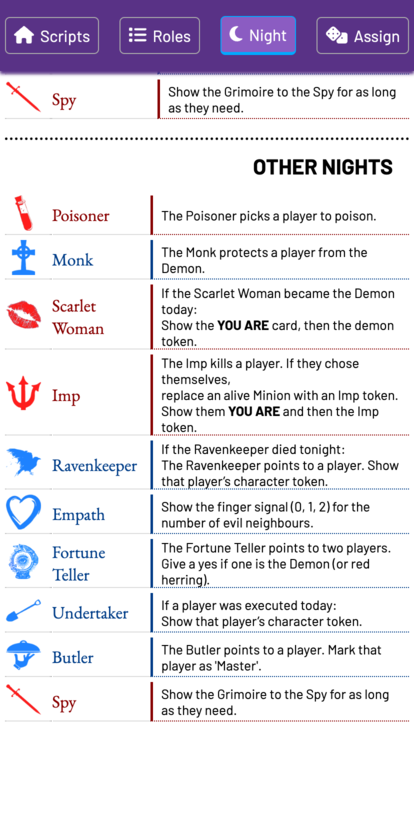 Scripts
Roles
Night
Assign
Spy
Show the Grimoire to the Spy for as long
as they need.
OTHER NIGHTS
Poisoner
The Poisoner picks a player to poison.
Monk
The Monk protects a player from the
Demon.
Scarlet
Woman
If the Scarlet Woman became the Demon
today:
Show the YOU ARE card, then the demon
token.
Imp
The Imp kills a player. If they chose
themselves,
replace an alive Minion with an Imp token.
Show them YOU ARE and then the Imp
token.
Ravenkeeper
If the Ravenkeeper died tonight:
The Ravenkeeper points to a player. Show
that player’s character token.
Empath
Show the finger signal (0, 1, 2) for the
number of evil neighbours.
Fortune
Teller
The Fortune Teller points to two players.
Give a yes if one is the Demon (or red
herring).
Undertaker
If a player was executed today:
Show that player’s character token.
Butler
The Butler points to a player. Mark that
player as 'Master'.
Spy
Show the Grimoire to the Spy for as long
as they need.